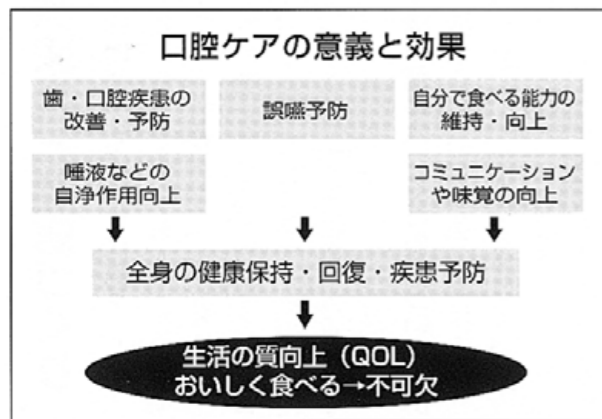 口腔ケアの意義と効果
歯・口腔疾患の
改善・予防
誤嚥予防
自分で食べる能力の
維持・向上
唾液などの
自浄作用向上
コミュニケーション
や味覚の向上
全身の健康保持・回復・疾患予防
生活の質向上（QOL）
おいしく食べる→不可欠